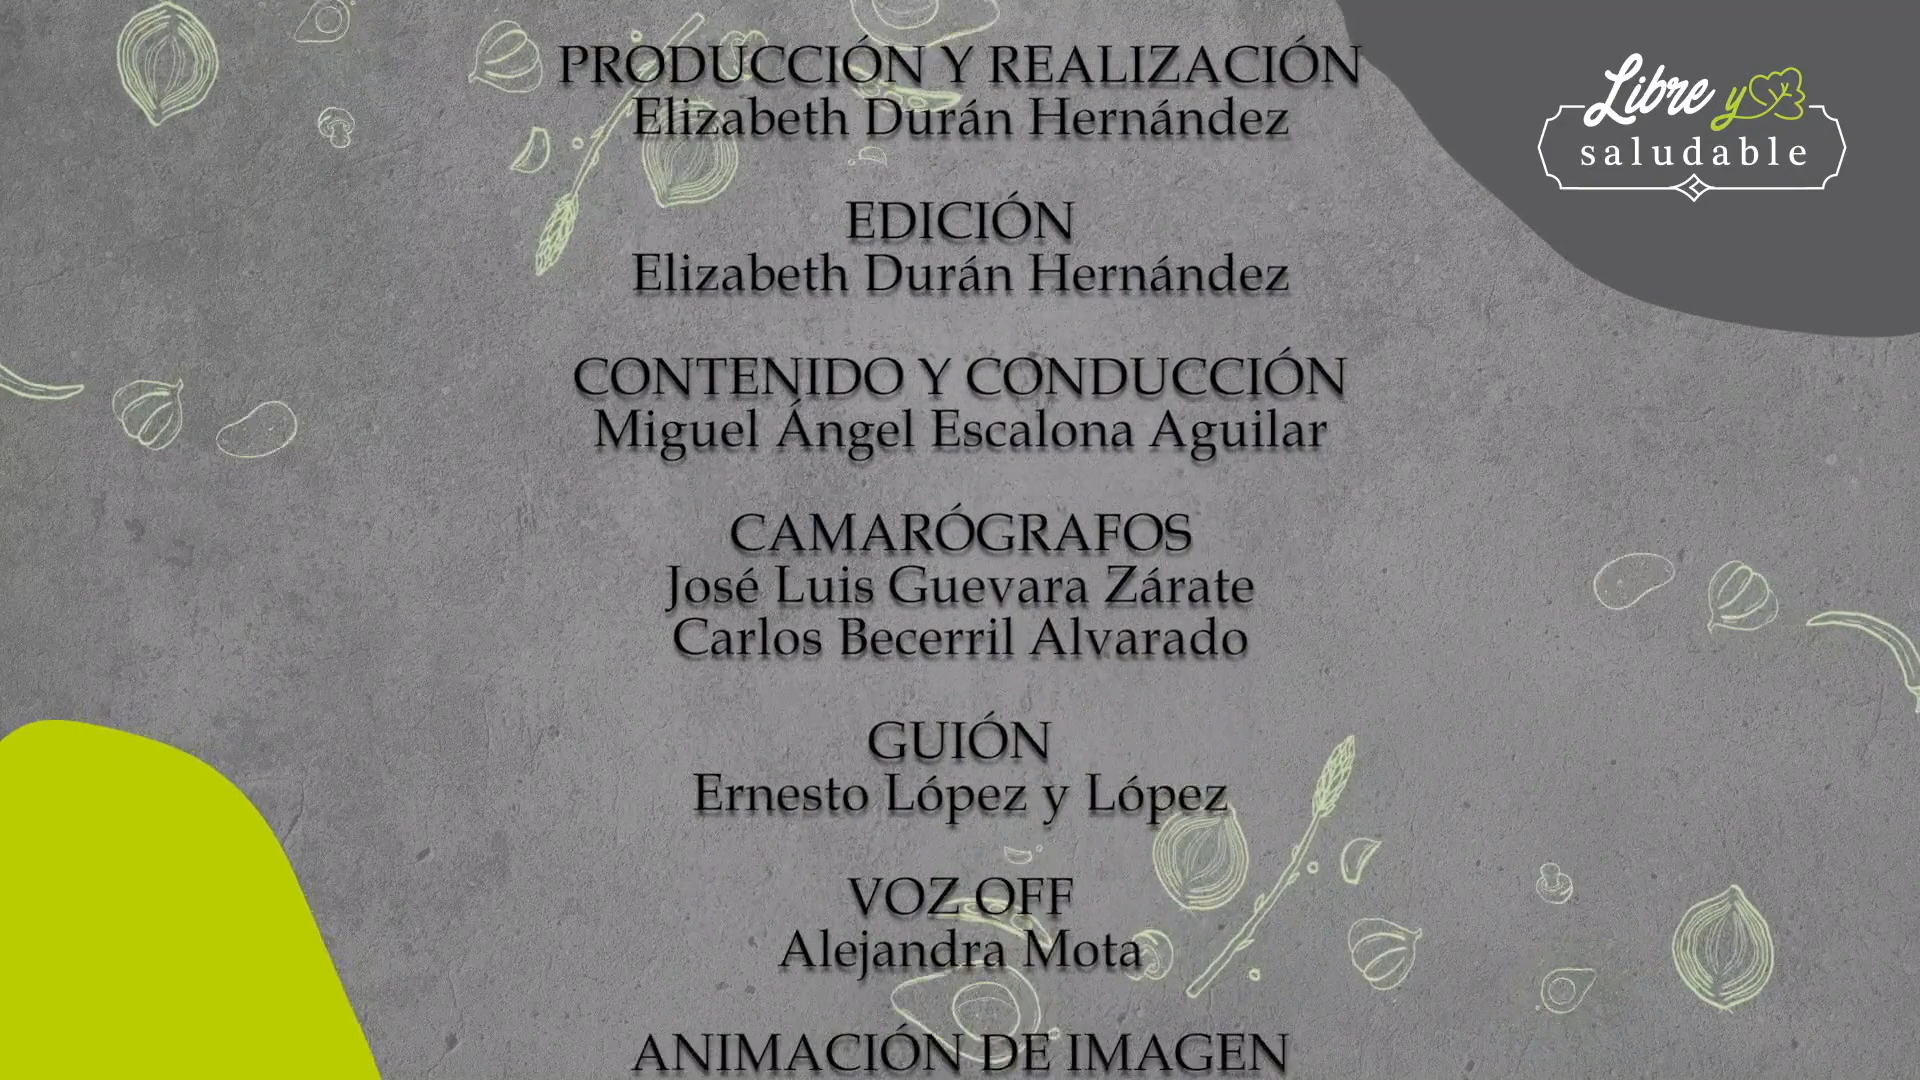 PRODUCCIÓN Y REALIZACIÓN
Elizabeth Durán Hernández
Libre y
saludable
EDICIÓN
Elizabeth Durán Hernández
CONTENIDO Y CONDUCCIÓN
Miguel Ángel Escalona Aguilar
CAMARÓGRAFOS
José Luis Guevara Zárate
Carlos Becerril Alvarado
GUIÓN
Ernesto López y López
VOZ OFF
Alejandra Mota
ANIMACIÓN DE IMAGEN